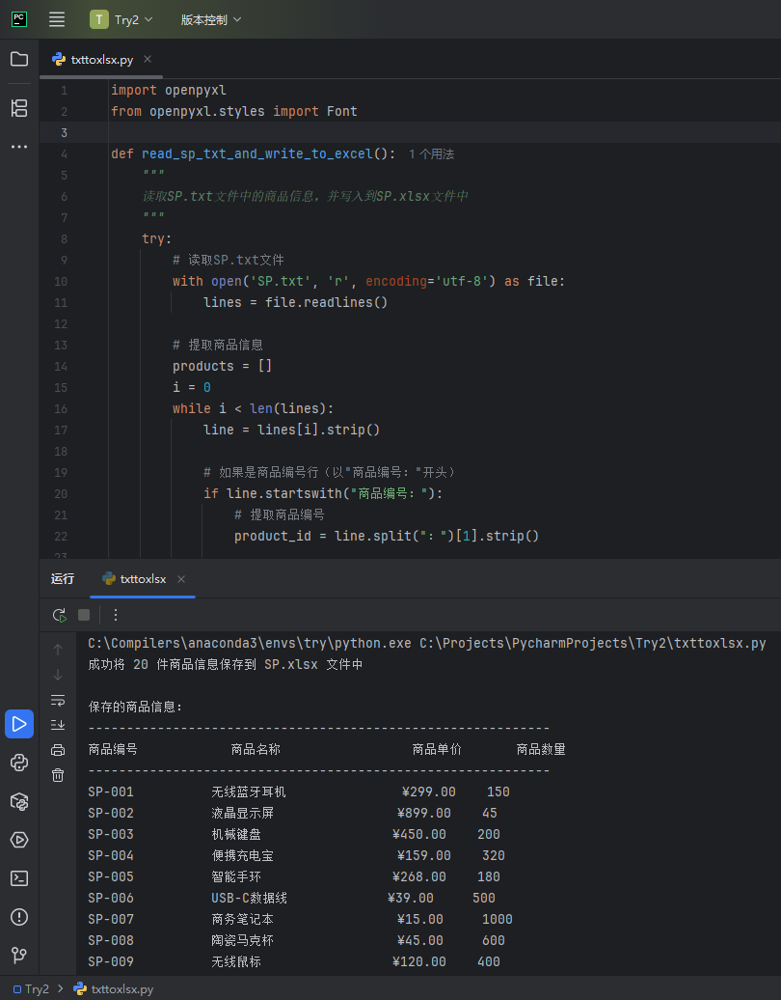 PC
T Try2 版本控制
txttoxlsx.py
1 import openpyxl
2 from openpyxl.styles import Font
3
4 def read_sp_txt_and_write_to_excel(): 1 个用法
5 """
6 读取SP.txt文件中的商品信息，并写入到SP.xlsx文件中
7 """
8 try:
9 # 读取SP.txt文件
10 with open('SP.txt', 'r', encoding='utf-8') as file:
11 lines = file.readlines()
12
13 # 提取商品信息
14 products = []
15 i = 0
16 while i < len(lines):
17 line = lines[i].strip()
18
19 # 如果是商品编号行（以"商品编号："开头）
20 if line.startswith("商品编号："):
21 # 提取商品编号
22 product_id = line.split("：")[1].strip()
23
运行 txttoxlsx
C:\Compilers\anaconda3\envs\try\python.exe C:\Projects\PycharmProjects\Try2\txttoxlsx.py
成功将 20 件商品信息保存到 SP.xlsx 文件中
保存的商品信息：
------------------------------------------------------------
商品编号 商品名称 商品单价 商品数量
------------------------------------------------------------
SP-001 无线蓝牙耳机 ¥299.00 150
SP-002 液晶显示屏 ¥899.00 45
SP-003 机械键盘 ¥450.00 200
SP-004 便携充电宝 ¥159.00 320
SP-005 智能手环 ¥268.00 180
SP-006 USB-C数据线 ¥39.00 500
SP-007 商务笔记本 ¥15.00 1000
SP-008 陶瓷马克杯 ¥45.00 600
SP-009 无线鼠标 ¥120.00 400
Try2 > txttoxlsx.py